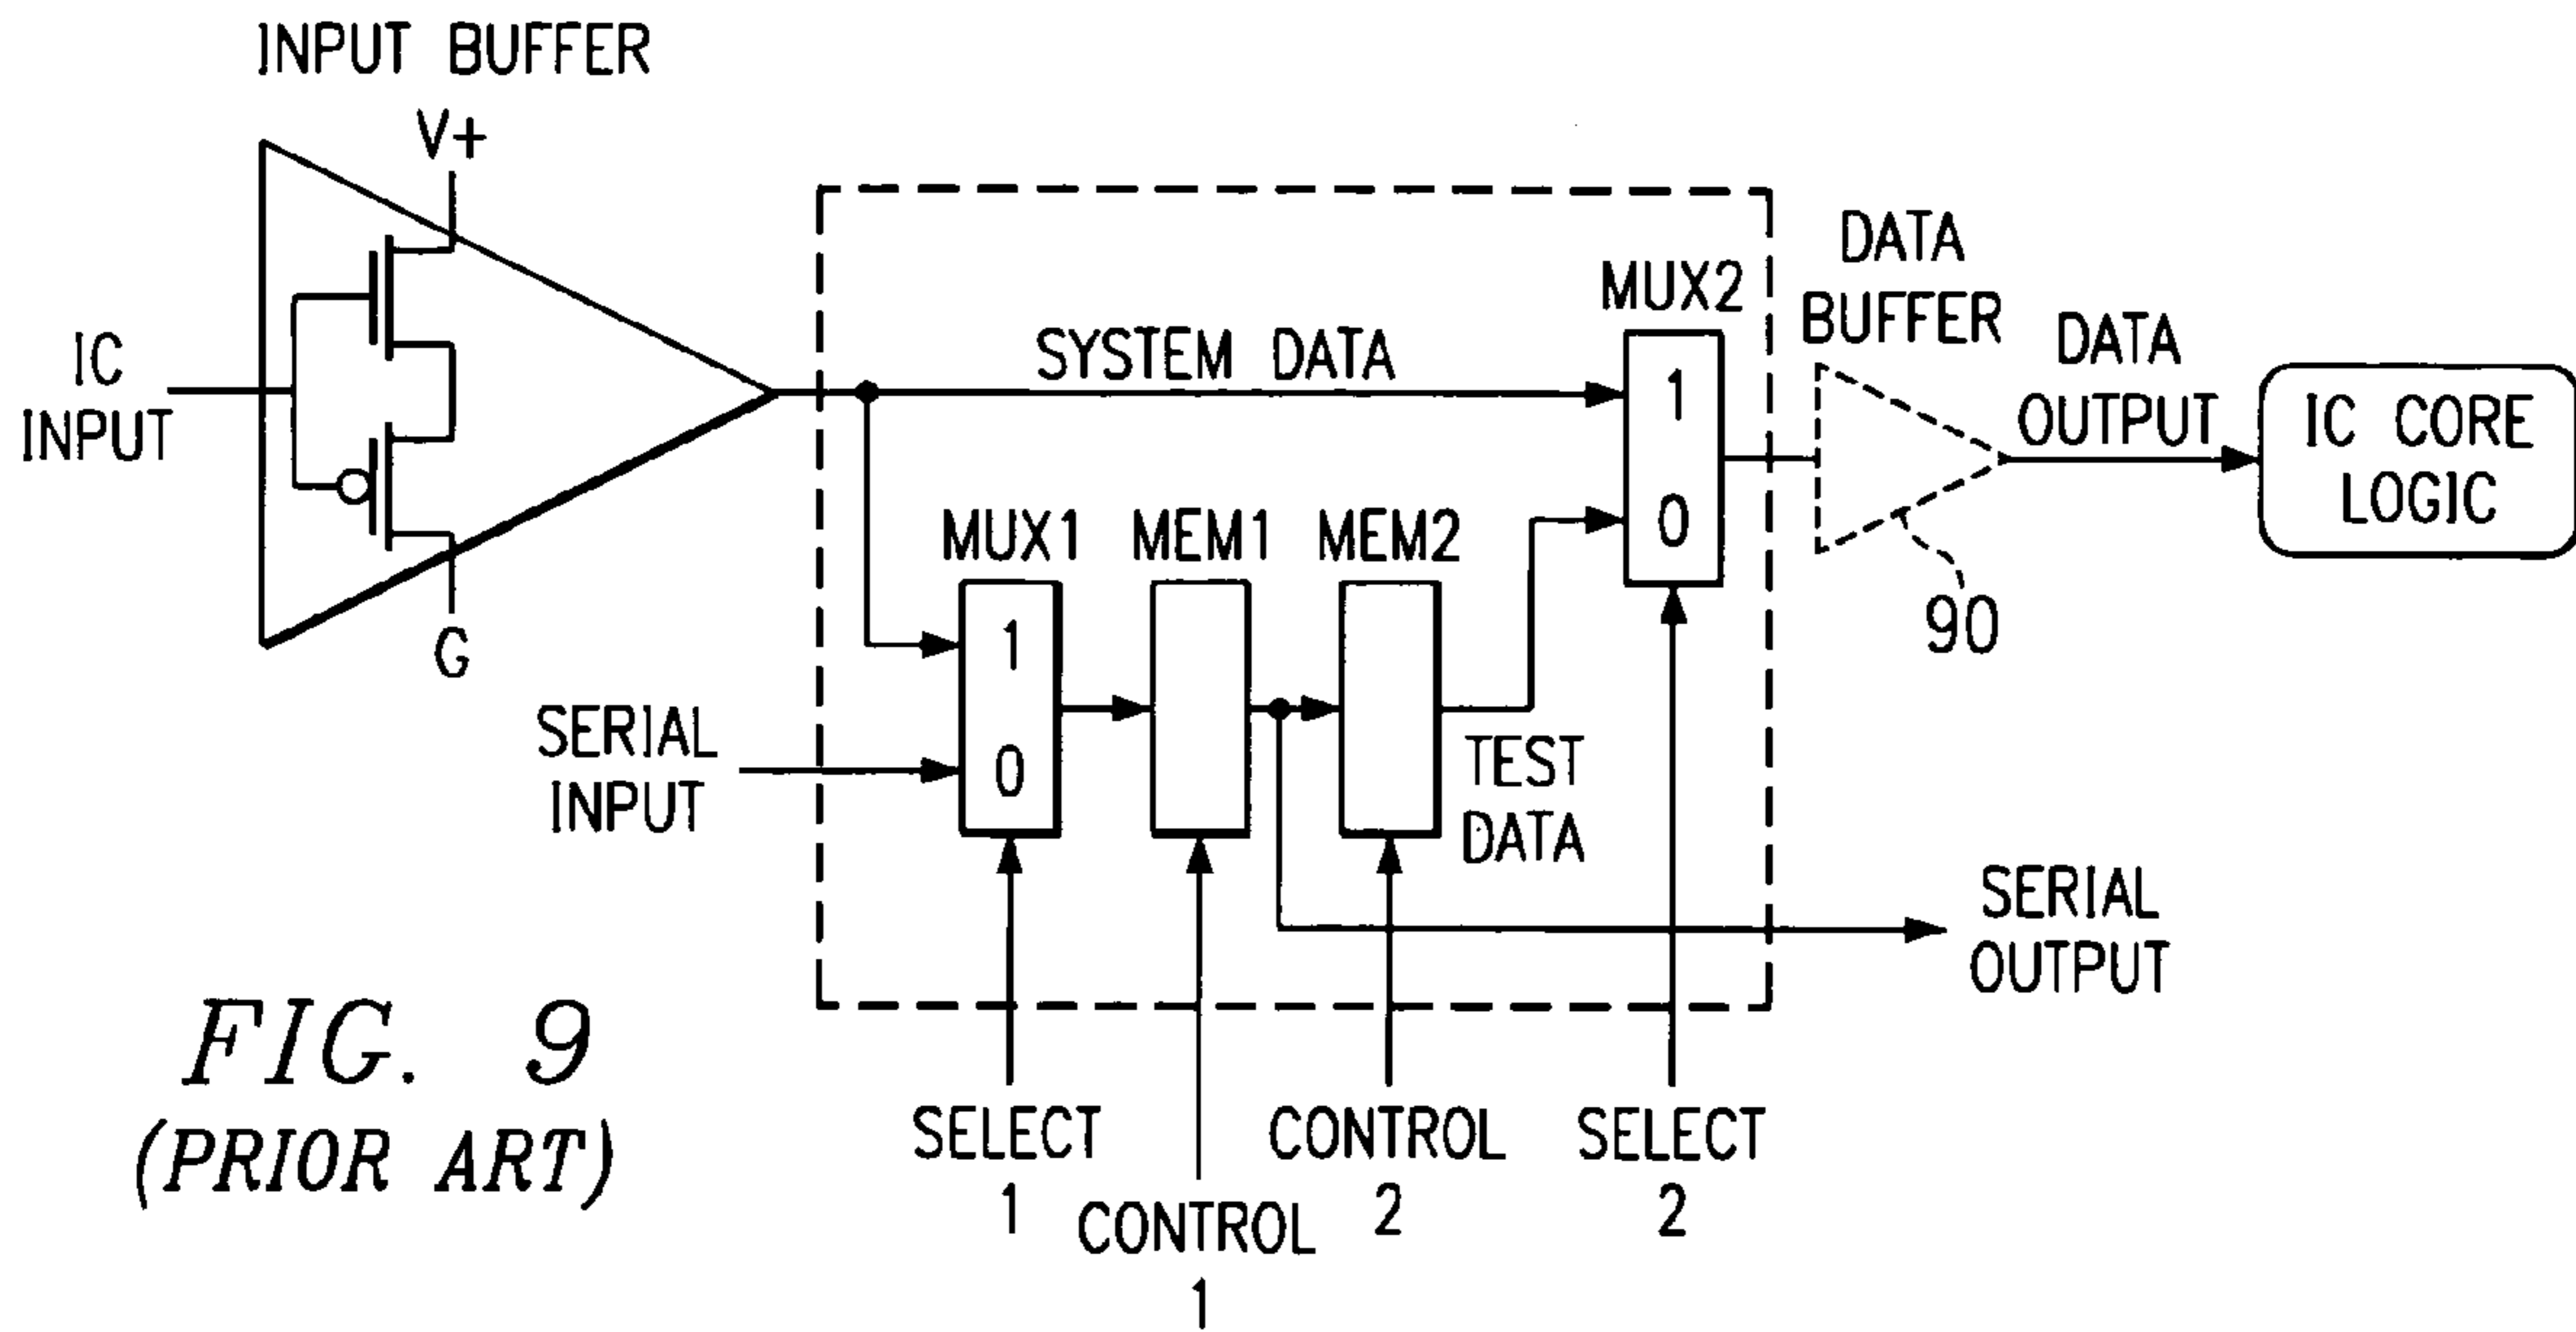 INPUT BUFFER
V+
IC
INPUT
G
SYSTEM DATA
MUX2
1
0
DATA
BUFFER
90
DATA
OUTPUT
IC CORE
LOGIC
MUX1
1
0
MEM1
MEM2
SERIAL
INPUT
TEST
DATA
SERIAL
OUTPUT
SELECT
1
CONTROL
1
CONTROL
2
SELECT
2
FIG. 9
(PRIOR ART)